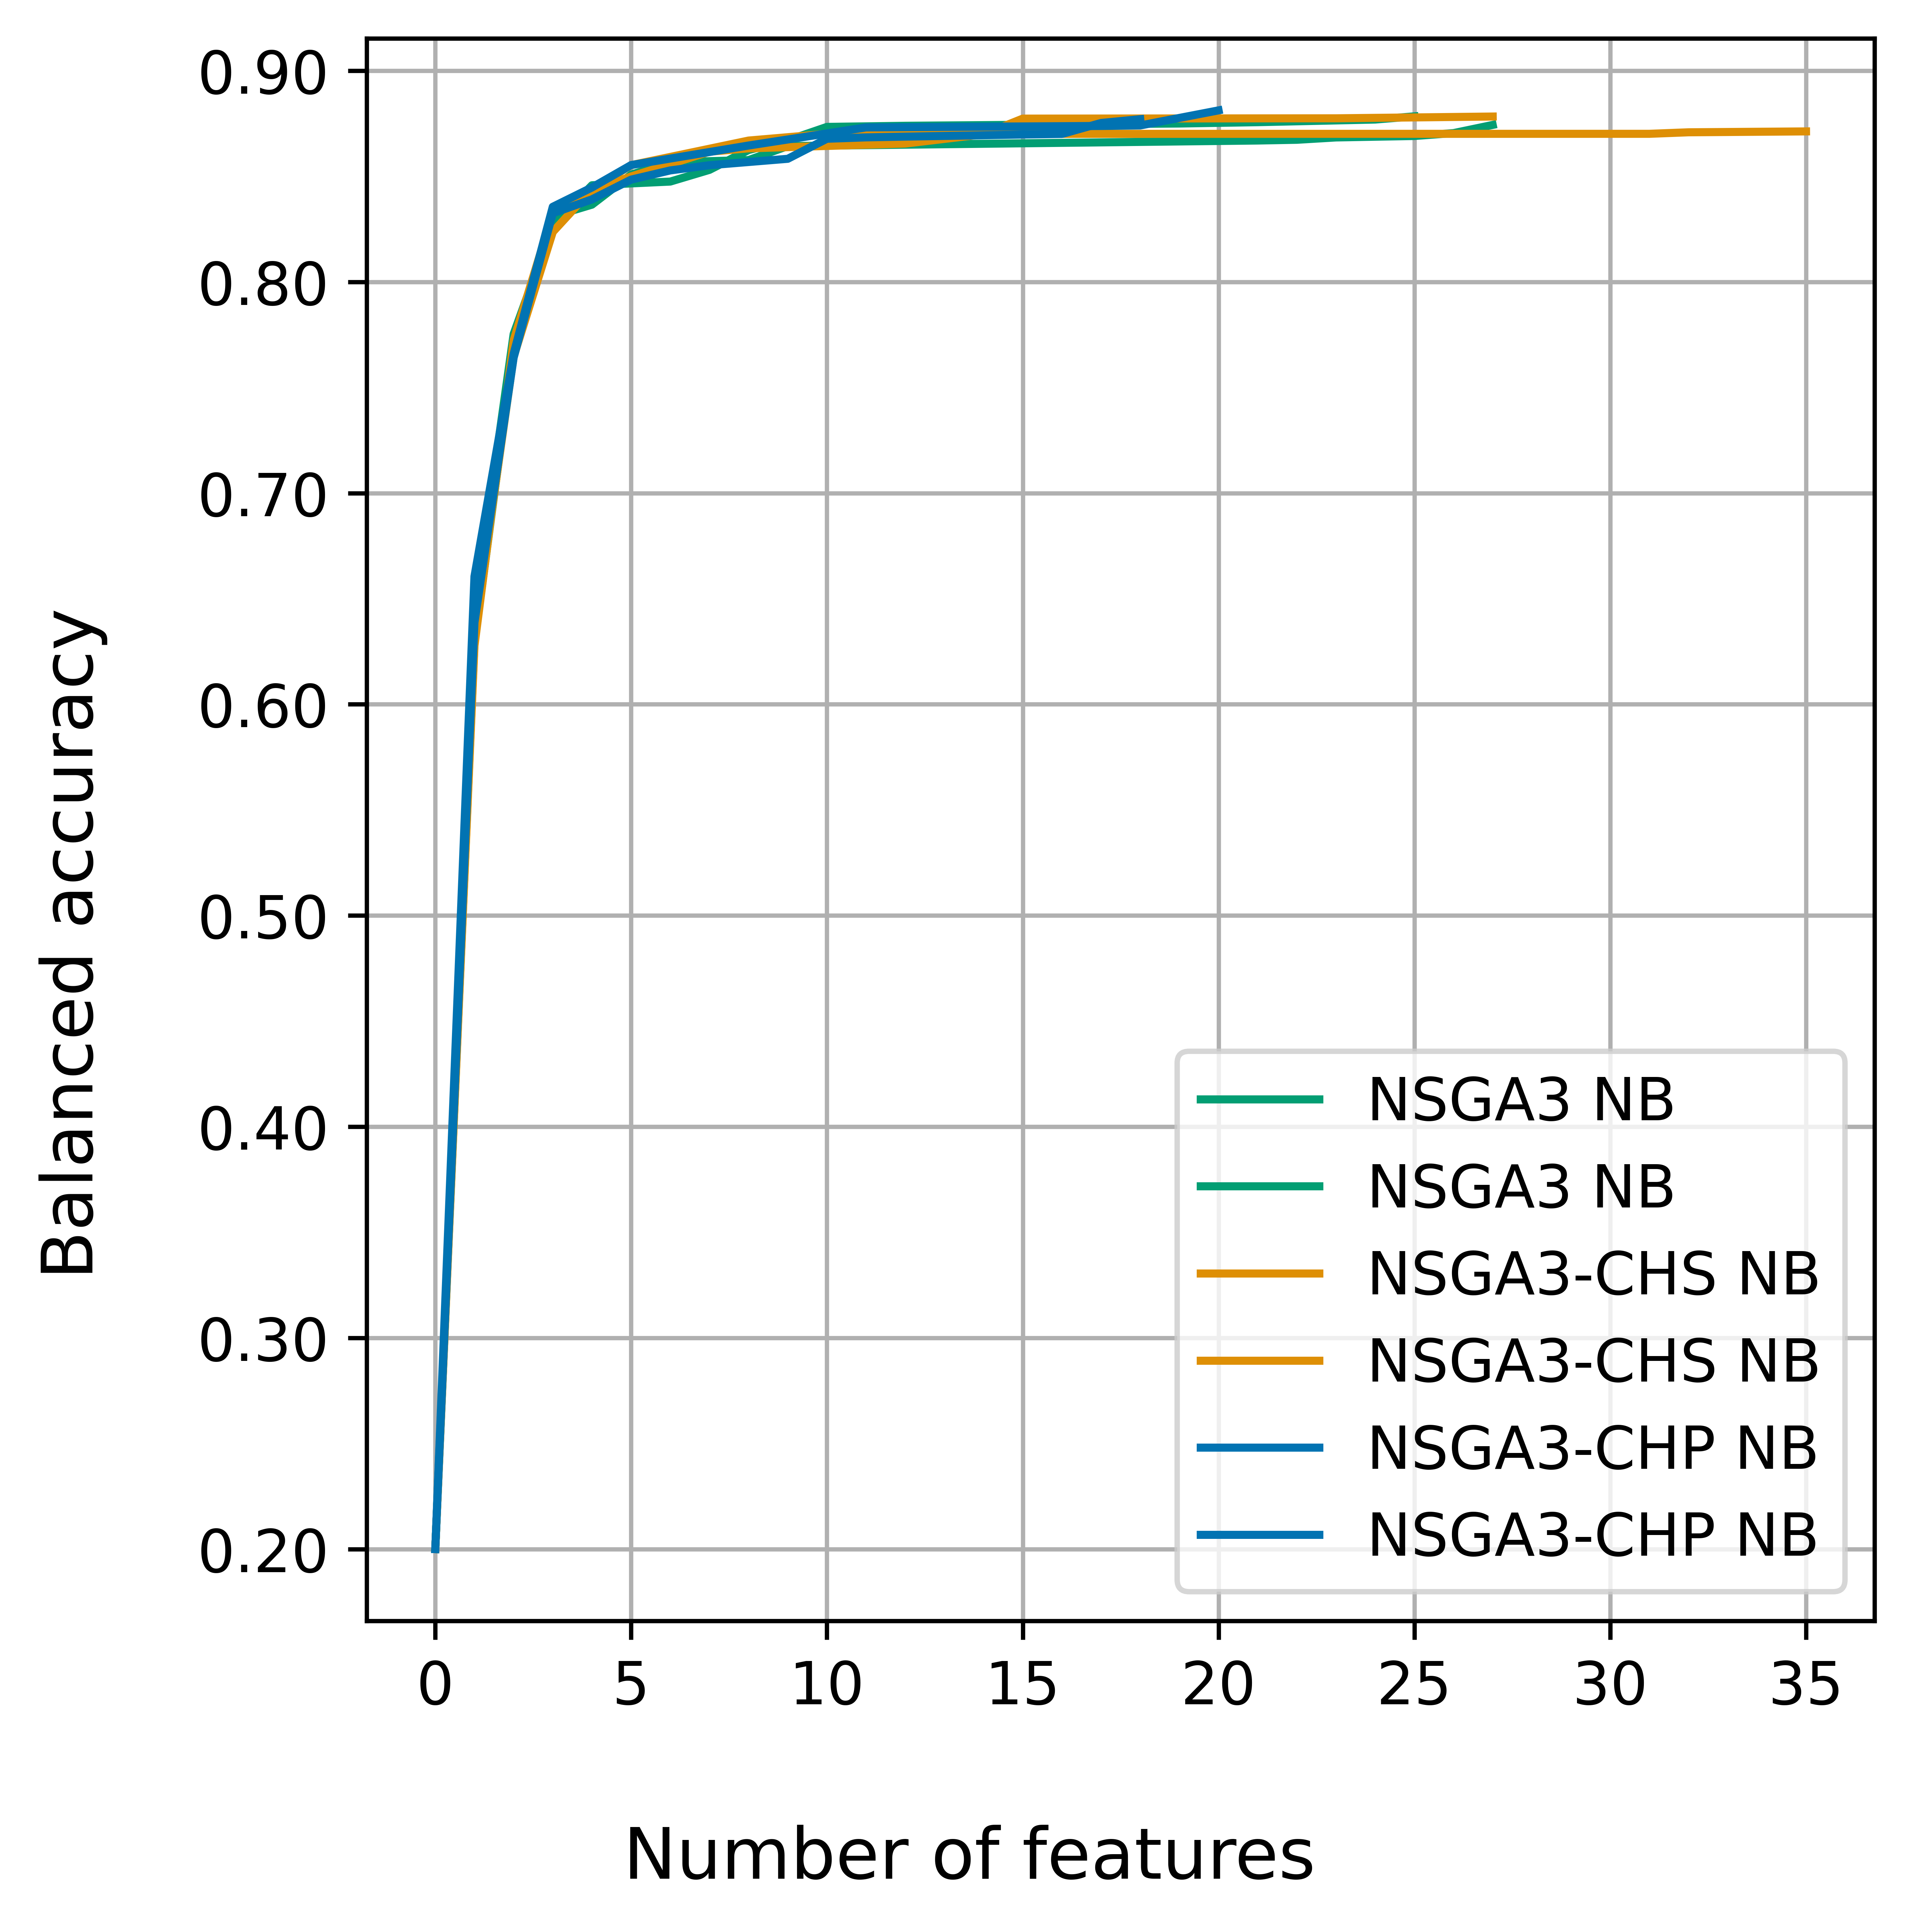 0.90
0.80
0.70
0.60
0.50
0.40
0.30
0.20
Balanced accuracy
NSGA3 NB
NSGA3 NB
NSGA3-CHS NB
NSGA3-CHS NB
NSGA3-CHP NB
NSGA3-CHP NB
0 5 10 15 20 25 30 35
Number of features